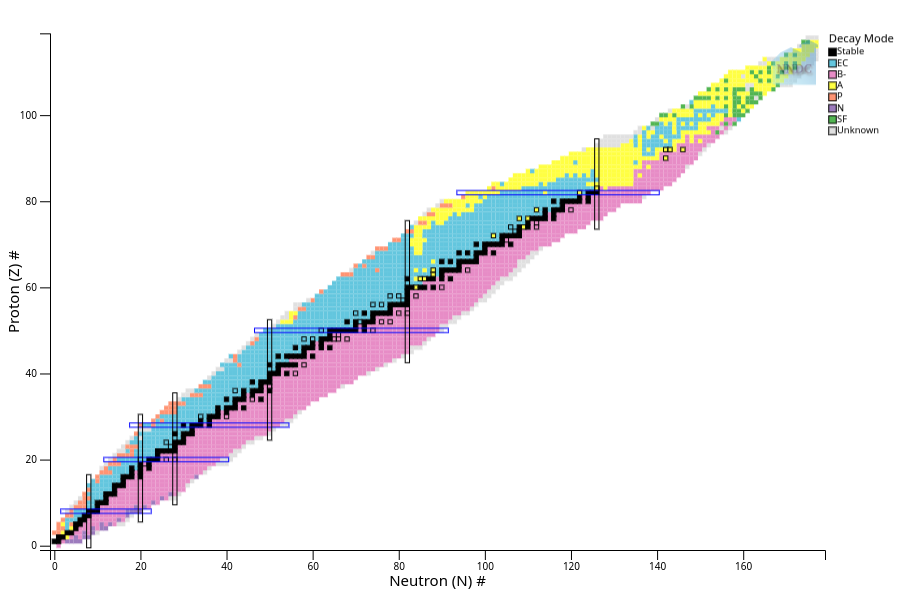 Decay Mode
Stable
EC
B-
A
P
N
SF
Unknown
NNDC
Proton (Z) #
100
80
60
40
20
0
0 20 40 60 80 100 120 140 160
Neutron (N) #